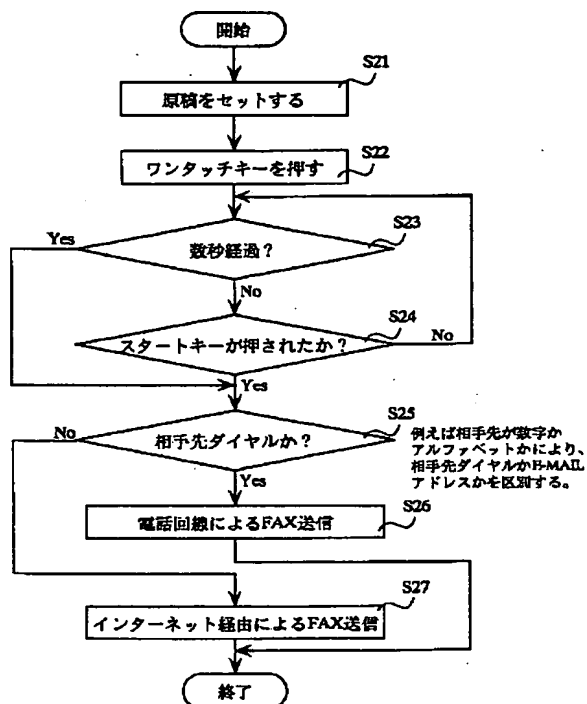 開始
S21
原稿をセットする
S22
ワンタッチキーを押す
S23
Yes
数秒経過?
No
S24
スタートキーが押されたか?
No
Yes
S25
No
相手先ダイヤルか?
例えば相手先が数字か
アルファベットかにより、
相手先ダイヤルかE-MAIL
アドレスかを区別する。
Yes
S26
電話回線によるFAX送信
S27
インターネット経由によるFAX送信
終了